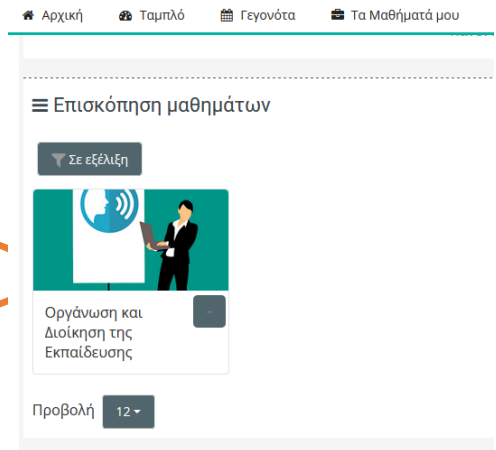 Αρχική Ταμπλό Γεγονότα Τα Μαθήματά μου
Επισκόπηση μαθημάτων
Σε εξέλιξη
Οργάνωση και
Διοίκηση της
Εκπαίδευσης
Προβολή 12